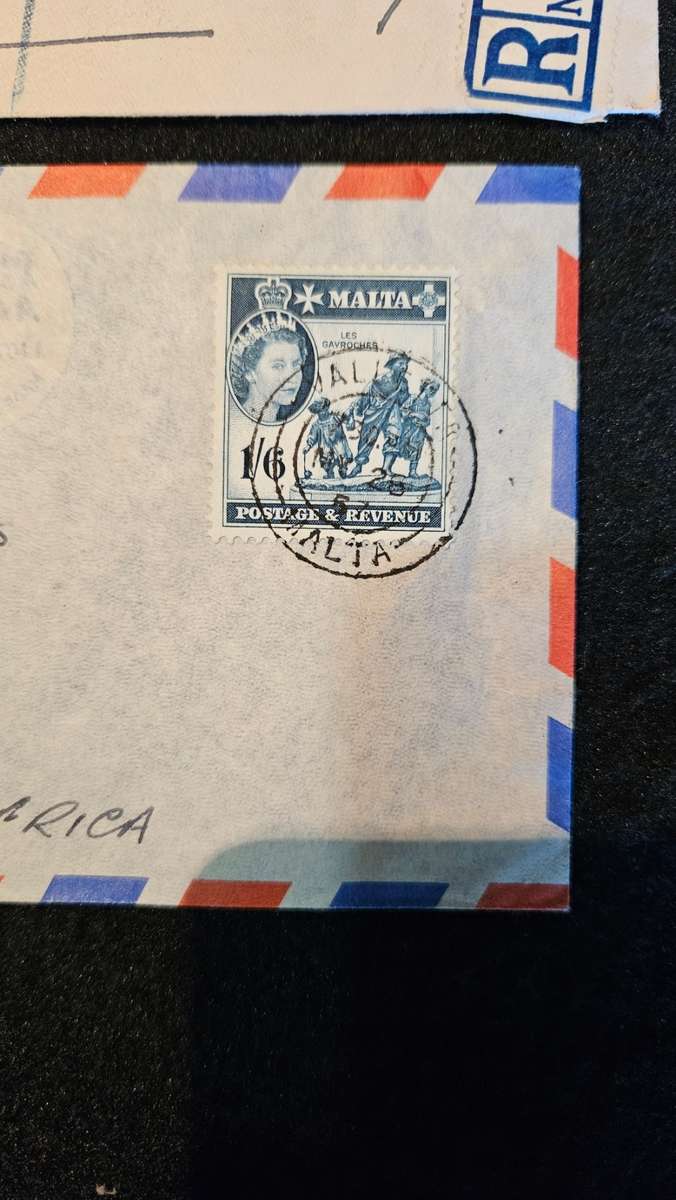 R
MALTA
LES
GAVROCHES
1/6
POSTAGE & REVENUE
MALTA
RICA